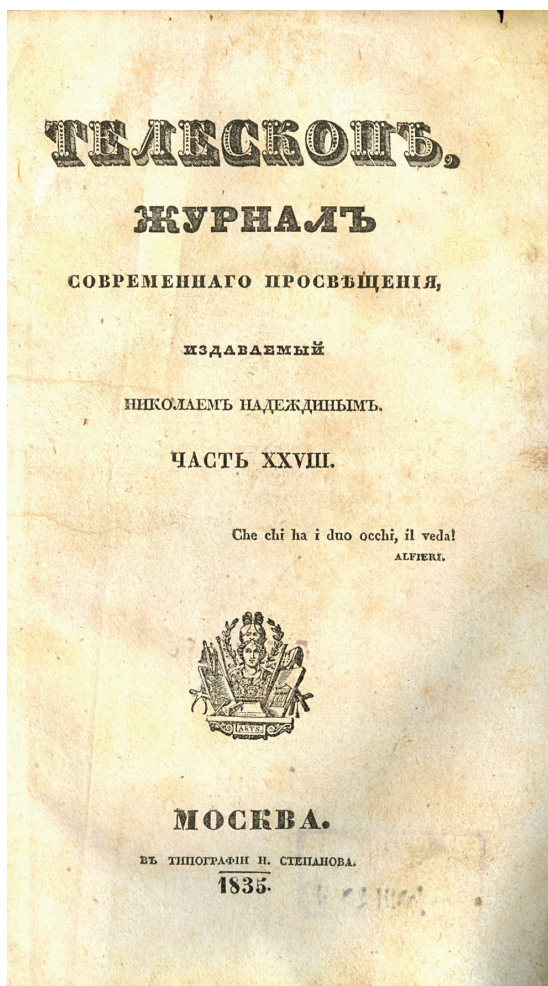 ТЕЛЕСКОПЪ,
ЖУРНАЛЪ
СОВРЕМЕННАГО ПРОСВѢЩЕНІЯ,
ИЗДАВАЕМЫЙ
НИКОЛАЕМЪ НАДЕЖДИНЫМЪ.
ЧАСТЬ XXVIII.
Che chi ha i duo occhi, il veda!
ALFIERI.
ARTS.
МОСКВА.
ВЪ ТИПОГРАФІИ Н. СТЕПАНОВА.
1835.